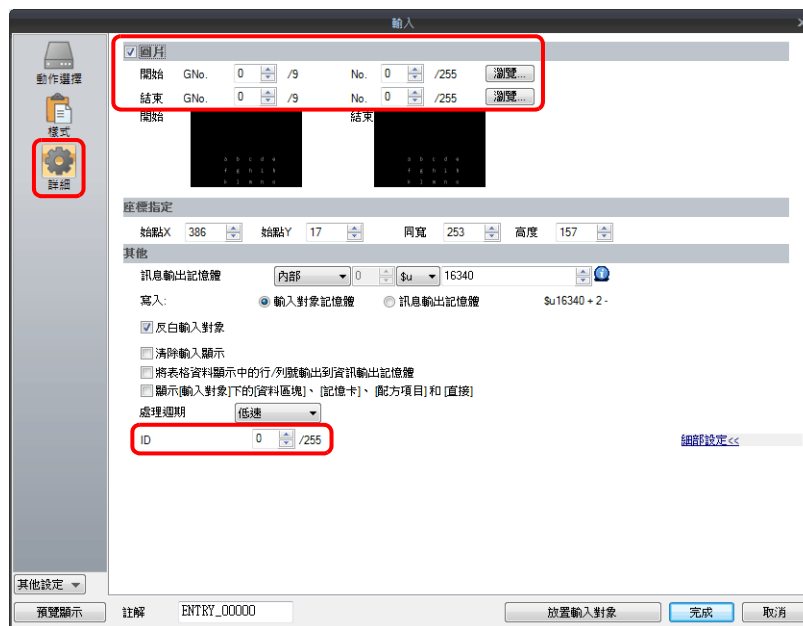 輸入
動作選擇
樣式
詳細
圖片
開始 GNo. 0 /9 No. 0 /255 瀏覽...
結束 GNo. 0 /9 No. 0 /255 瀏覽...
開始 結束
a b c d e
f g h i k
a b c d e
f g h i k
座標指定
始點X 386 始點Y 17 同寬 253 高度 157
其他
訊息輸出記憶體 內部 0 $u 16340
寫入: 輸入對象記憶體 訊息輸出記憶體 $u16340 + 2 -
反白輸入對象
清除輸入顯示
將表格資料顯示中的行/列號輸出到資訊輸出記憶體
顯示[輸入對象]下的[資料區塊]、[記憶卡]、[配方項目]和[直接]
處理週期 低速
ID 0 /255
細部設定<<
其他設定
預覽顯示 註解 ENTRY_00000 放置輸入對象 完成 取消